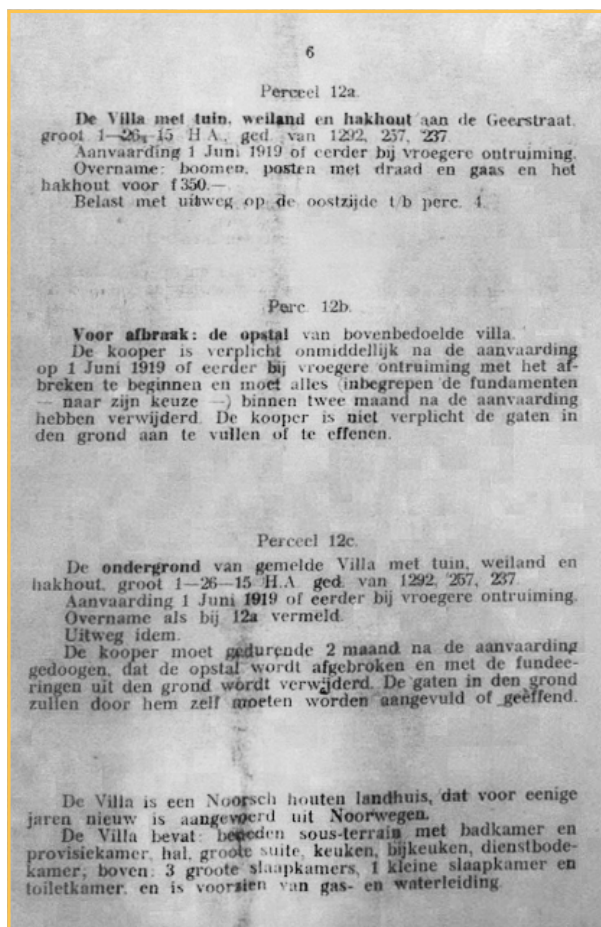 6
Perceel 12a.
De Villa met tuin, weiland en hakhout aan de Geerstraat,
groot 1—26—15 H.A., ged. van 1292, 257, 237.
Aanvaarding 1 Juni 1919 of eerder bij vroegere ontruiming.
Overname: boomen, posten met draad en gaas en het
hakhout voor f 350.—
Belast met uitweg op de oostzijde t/b perc. 4.
Perc. 12b.
Voor afbraak: de opstal van bovenbedoelde villa.
De kooper is verplicht onmiddellijk na de aanvaarding
op 1 Juni 1919 of eerder bij vroegere ontruiming met het af-
breken te beginnen en moet alles (inbegrepen de fundamenten
— naar zijn keuze —) binnen twee maand na de aanvaarding
hebben verwijderd. De kooper is niet verplicht de gaten in
den grond aan te vullen of te effenen.
Perceel 12c.
De ondergrond van gemelde Villa met tuin, weiland en
hakhout, groot 1—26—15 H.A. ged. van 1292, 257, 237.
Aanvaarding 1 Juni 1919 of eerder bij vroegere ontruiming.
Overname als bij 12a vermeld.
Uitweg idem.
De kooper moet gedurende 2 maand na de aanvaarding
gedoogen, dat de opstal wordt afgebroken en met de fundee-
ringen uit den grond wordt verwijderd. De gaten in den grond
zullen door hem zelf moeten worden aangevuld of geëffend.
De Villa is een Noorsch houten landhuis, dat voor eenige
jaren nieuw is aangevoerd uit Noorwegen.
De Villa bevat: beneden sous-terrain met badkamer en
provisiekamer, hal, groote suite, keuken, bijkeuken, dienstbode-
kamer; boven: 3 groote slaapkamers, 1 kleine slaapkamer en
toiletkamer, en is voorzien van gas- en waterleiding.